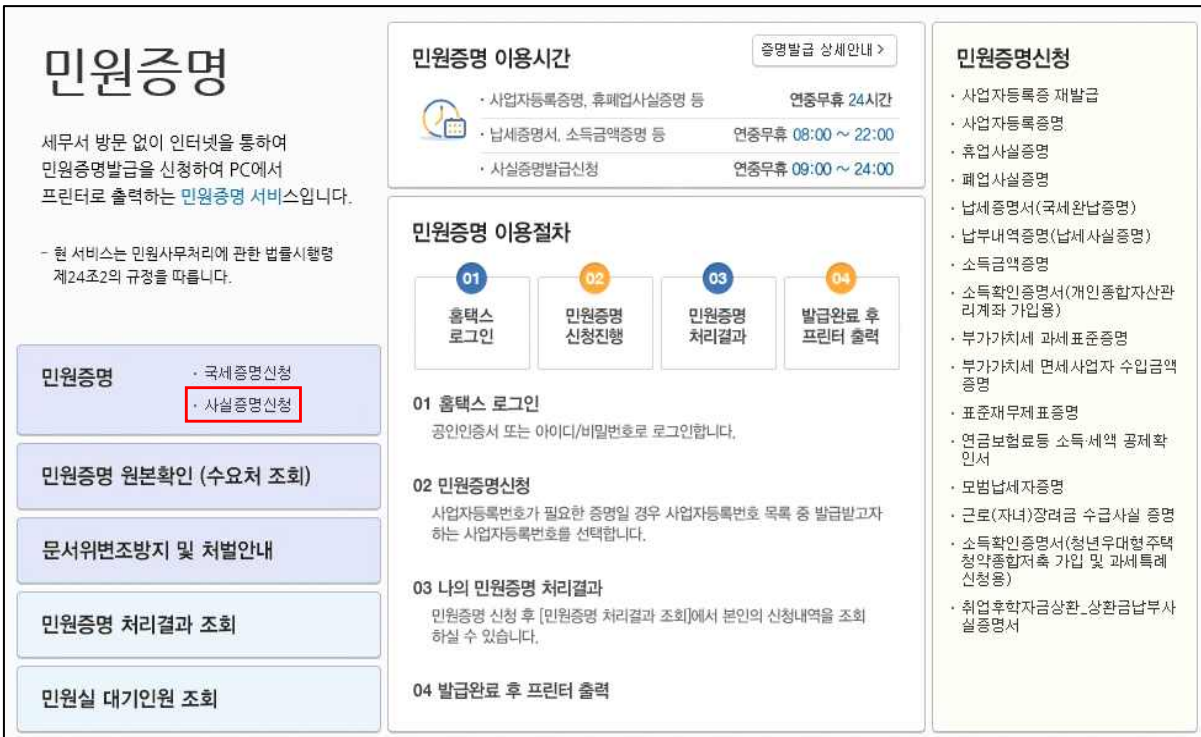 민원증명
세무서 방문 없이 인터넷을 통하여
민원증명발급을 신청하여 PC에서
프린터로 출력하는 민원증명 서비스입니다.
- 현 서비스는 민원사무처리에 관한 법률시행령
제24조2의 규정을 따릅니다.
민원증명
· 국세증명신청
· 사실증명신청
민원증명 원본확인 (수요처 조회)
문서위변조방지 및 처벌안내
민원증명 처리결과 조회
민원실 대기인원 조회
민원증명 이용시간
증명발급 상세안내 >
· 사업자등록증명, 휴폐업사실증명 등 연중무휴 24시간
· 납세증명서, 소득금액증명 등 연중무휴 08:00 ~ 22:00
· 사실증명발급신청 연중무휴 09:00 ~ 24:00
민원증명 이용절차
01 02 03 04
홈택스 민원증명 민원증명 발급완료 후
로그인 신청진행 처리결과 프린터 출력
01 홈택스 로그인
공인인증서 또는 아이디/비밀번호로 로그인합니다.
02 민원증명신청
사업자등록번호가 필요한 증명일 경우 사업자등록번호 목록 중 발급받고자
하는 사업자등록번호를 선택합니다.
03 나의 민원증명 처리결과
민원증명 신청 후 [민원증명 처리결과 조회]에서 본인의 신청내역을 조회
하실 수 있습니다.
04 발급완료 후 프린터 출력
민원증명신청
· 사업자등록증 재발급
· 사업자등록증명
· 휴업사실증명
· 폐업사실증명
· 납세증명서(국세완납증명)
· 납부내역증명(납세사실증명)
· 소득금액증명
· 소득확인증명서(개인종합자산관
리계좌 가입용)
· 부가가치세 과세표준증명
· 부가가치세 면세사업자 수입금액
증명
· 표준재무제표증명
· 연금보험료등 소득·세액 공제확
인서
· 모범납세자증명
· 근로(자녀)장려금 수급사실 증명
· 소득확인증명서(청년우대형주택
청약종합저축 가입 및 과세특례
신청용)
· 취업후학자금상환_상환금납부사
실증명서